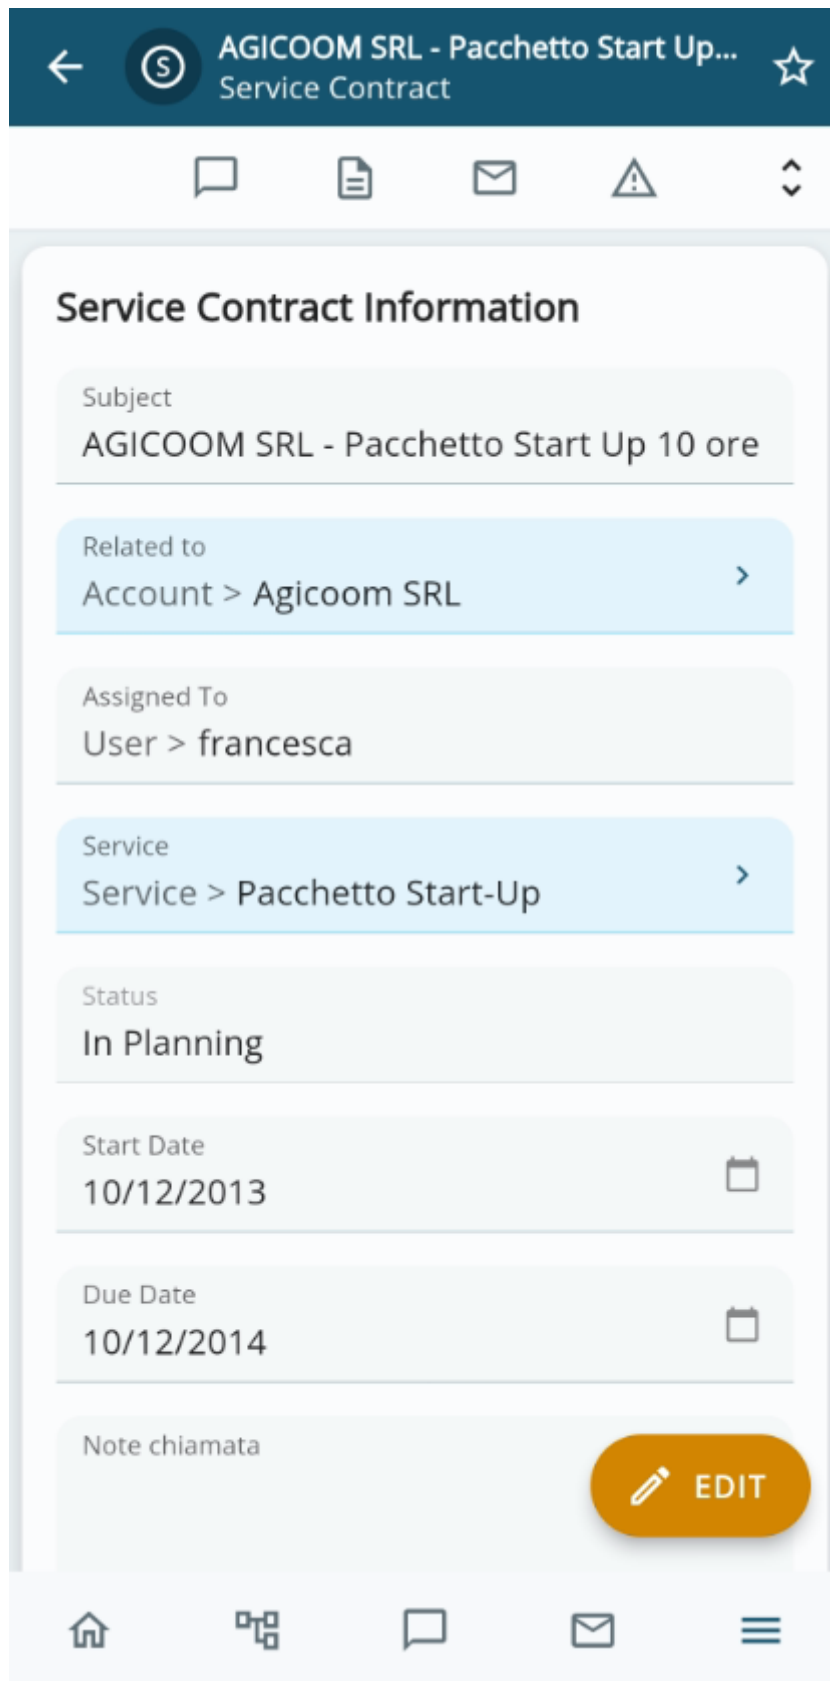 AGICOOM SRL - Pacchetto Start Up...
Service Contract
Service Contract Information
Subject
AGICOOM SRL - Pacchetto Start Up 10 ore
Related to
Account > Agicoom SRL
Assigned To
User > francesca
Service
Service > Pacchetto Start-Up
Status
In Planning
Start Date
10/12/2013
Due Date
10/12/2014
Note chiamata
EDIT